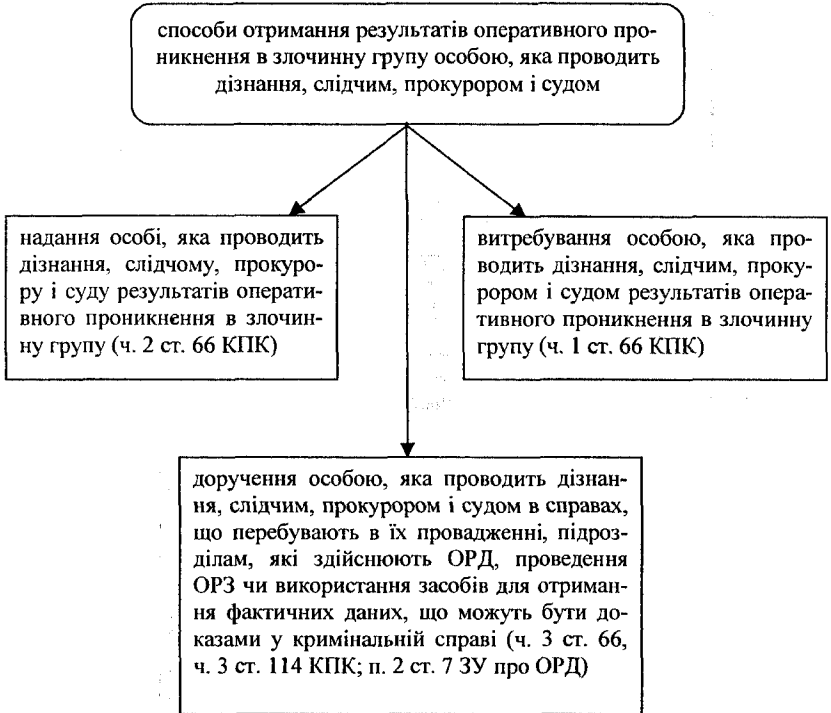 способи отримання результатів оперативного про-
никнення в злочинну групу особою, яка проводить
дізнання, слідчим, прокурором і судом
надання особі, яка проводить
дізнання, слідчому, прокуро-
ру і суду результатів операти-
вного проникнення в злочин-
ну групу (ч. 2 ст. 66 КПК)
витребування особою, яка про-
водить дізнання, слідчим, проку-
рором і судом результатів опера-
тивного проникнення в злочинну
групу (ч. 1 ст. 66 КПК)
доручення особою, яка проводить дізнан-
ня, слідчим, прокурором і судом в справах,
що перебувають в їх провадженні, підроз-
ділам, які здійснюють ОРД, проведення
ОРЗ чи використання засобів для отриман-
ня фактичних даних, що можуть бути до-
казами у кримінальній справі (ч. 3 ст. 66,
ч. 3 ст. 114 КПК; п. 2 ст. 7 ЗУ про ОРД)